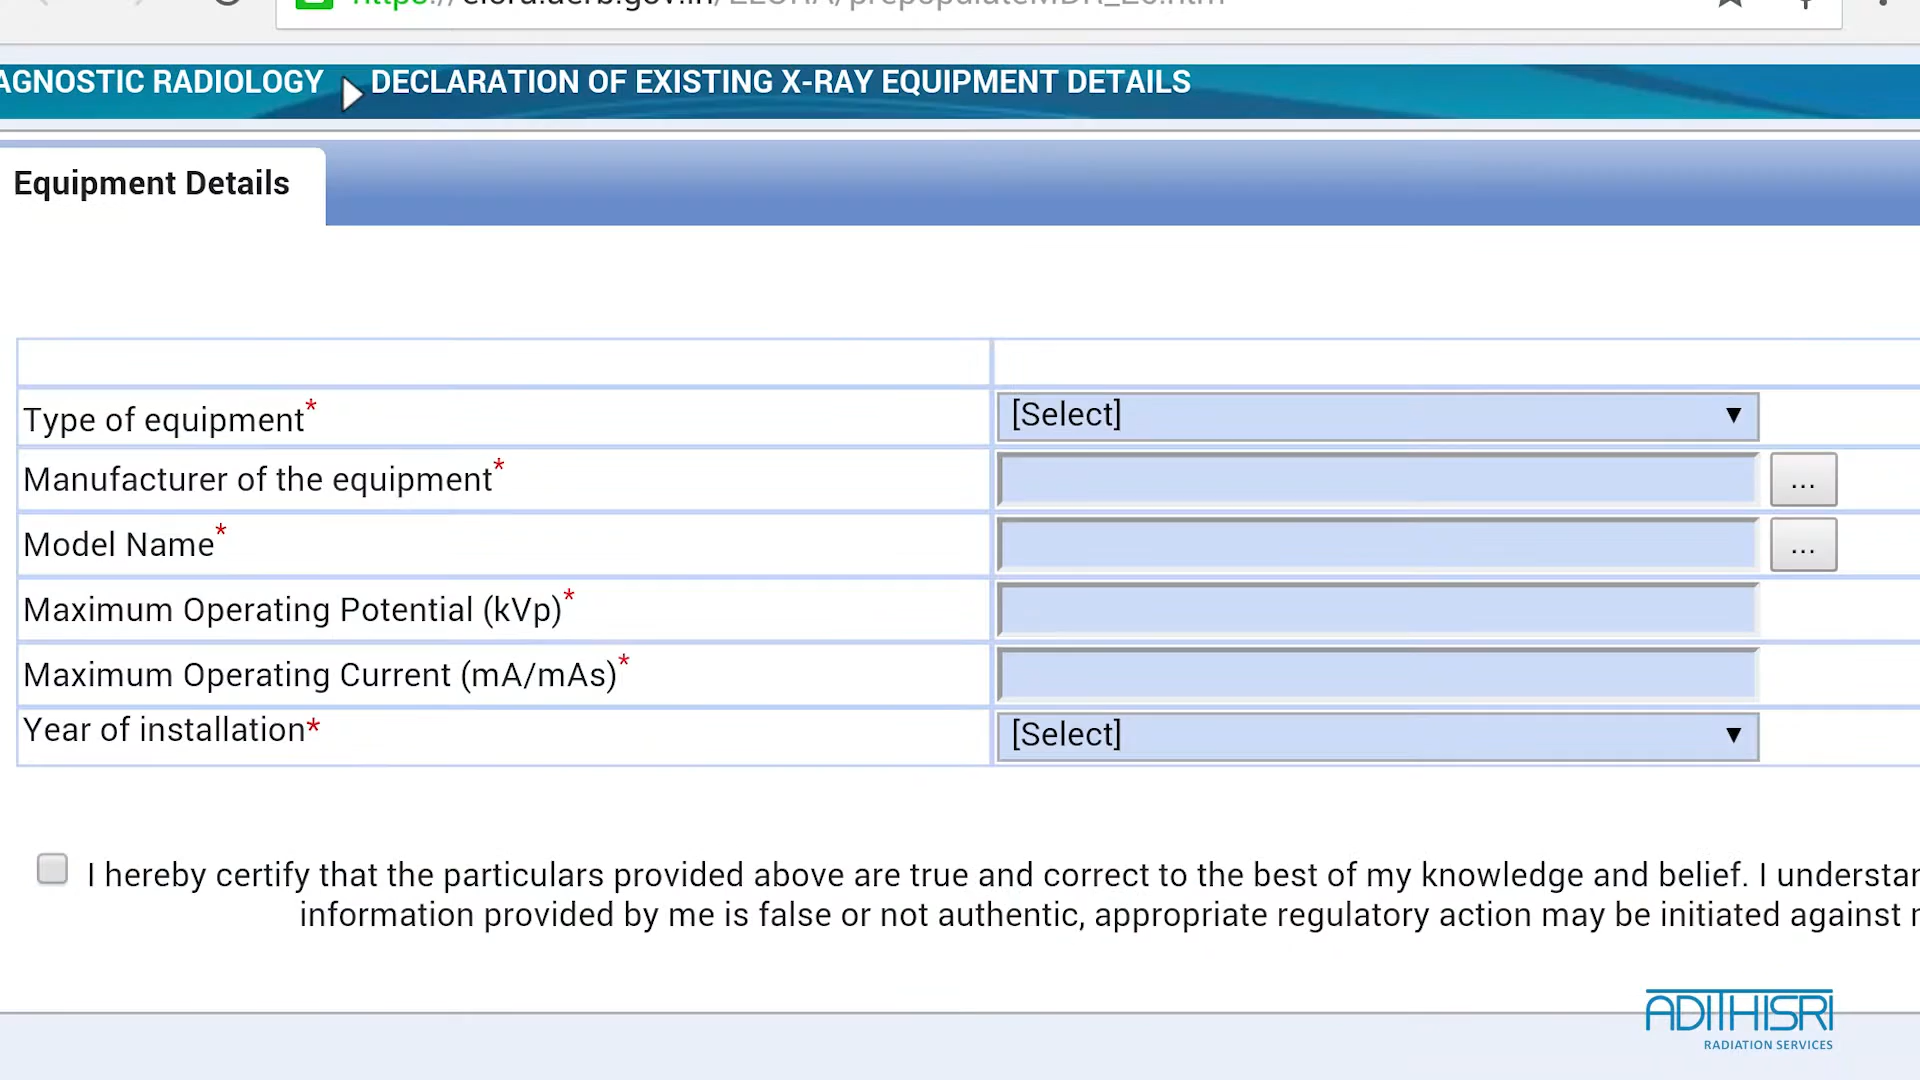 AGNOSTIC RADIOLOGY DECLARATION OF EXISTING X-RAY EQUIPMENT DETAILS
Equipment Details
Type of equipment* [Select]
Manufacturer of the equipment* ...
Model Name* ...
Maximum Operating Potential (kVp)*
Maximum Operating Current (mA/mAs)*
Year of installation* [Select]
I hereby certify that the particulars provided above are true and correct to the best of my knowledge and belief. I understan
information provided by me is false or not authentic, appropriate regulatory action may be initiated against
ADITHISRI
RADIATION SERVICES